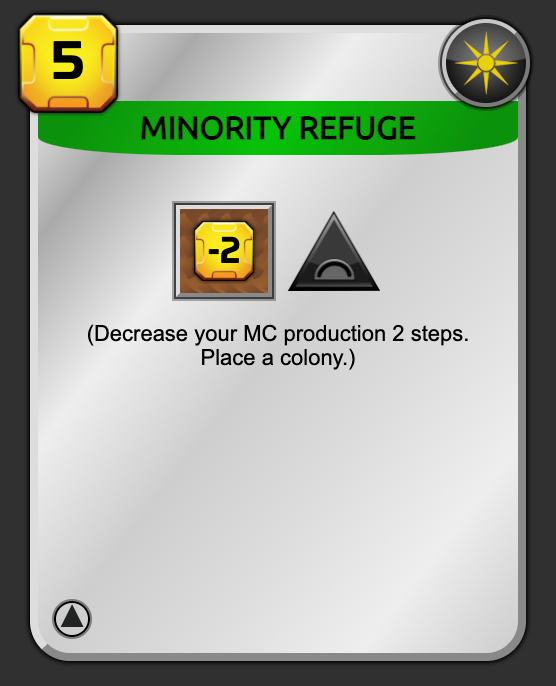 5
MINORITY REFUGE
-2
(Decrease your MC production 2 steps.
Place a colony.)